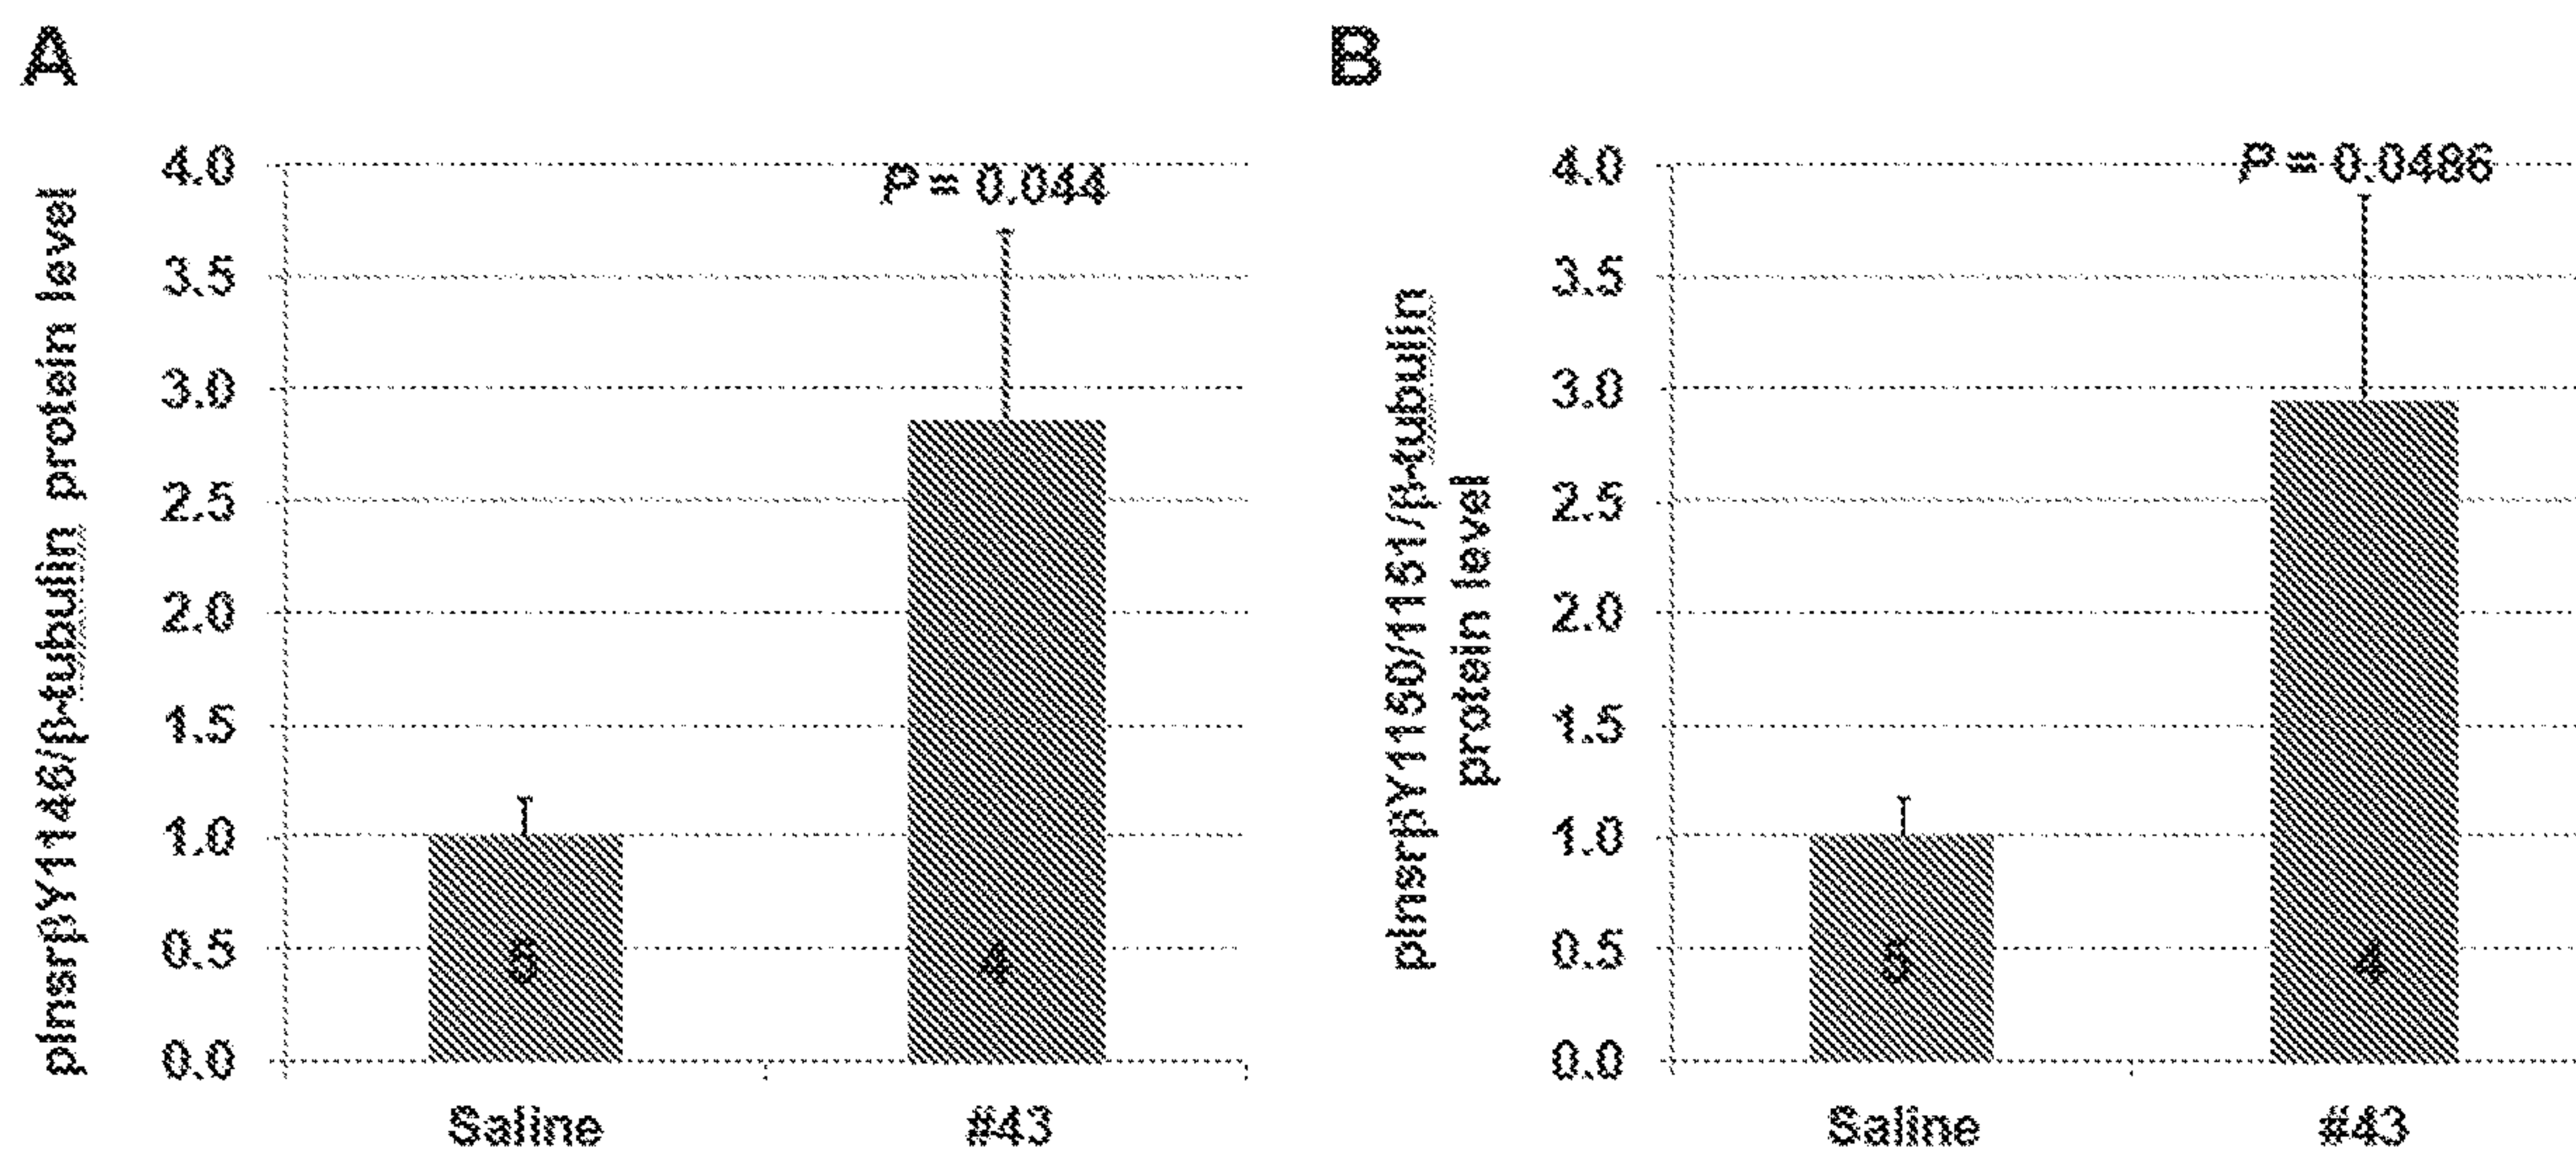 A
pInsrβY1146/β-tubulin protein level
4.0
3.5
3.0
2.5
2.0
1.5
1.0
0.5
0.0
P = 0.044
5
4
Saline
#43
B
pInsrβY1150/1151/β-tubulin
protein level
4.0
3.5
3.0
2.5
2.0
1.5
1.0
0.5
0.0
P = 0.0486
5
4
Saline
#43